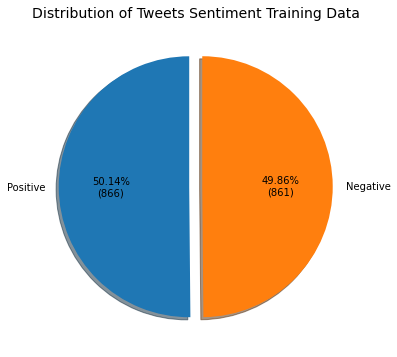 Distribution of Tweets Sentiment Training Data
Positive
50.14%
(866)
49.86%
(861)
Negative